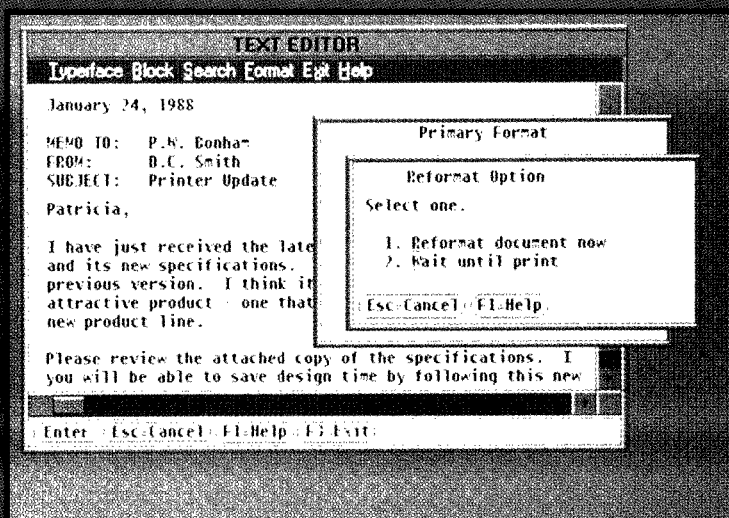 TEXT EDITOR
Typeface Block Search Format Exit Help
January 24, 1988
MEMO TO: P.W. Bonham
FROM: D.C. Smith
SUBJECT: Printer Update
Patricia,
I have just received the late
and its new specifications.
previous version. I think it
attractive product - one that
new product line.
Please review the attached copy of the specifications. I
you will be able to save design time by following this new
Enter Esc=Cancel F1=Help F3=Exit
Primary Format
Reformat Option
Select one.
1. Reformat document now
2. Wait until print
Esc=Cancel F1=Help